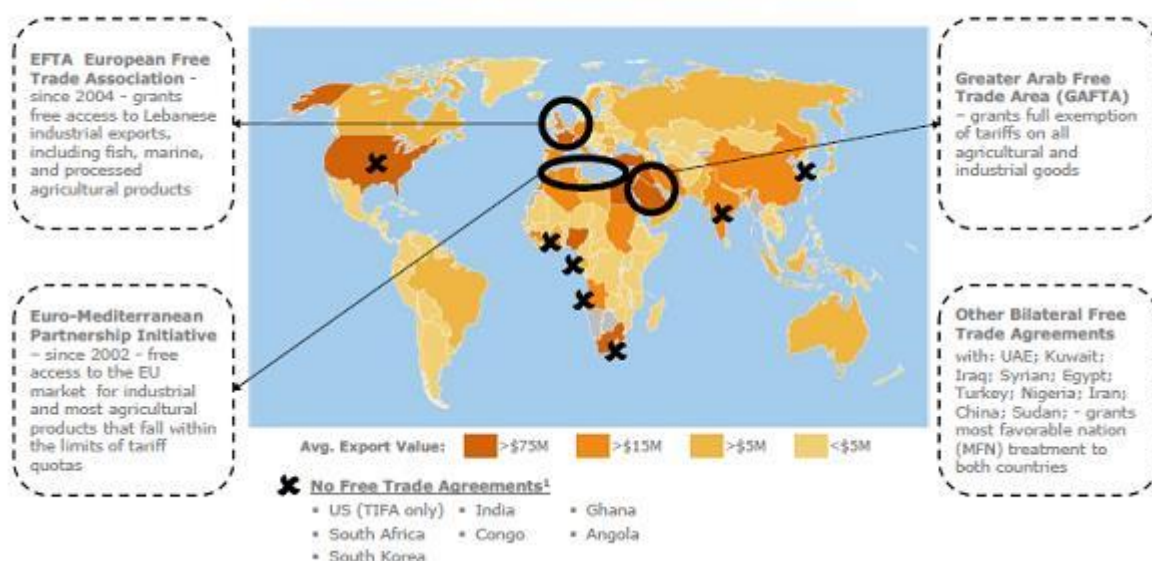 EFTA European Free
Trade Association -
since 2004 - grants
free access to Lebanese
industrial exports,
including fish, marine,
and processed
agricultural products
Greater Arab Free
Trade Area (GAFTA)
- grants full exemption
of tariffs on all
agricultural and
industrial goods
Euro-Mediterranean
Partnership Initiative
– since 2002 - free
access to the EU
market for industrial
and most agricultural
products that fall within
the limits of tariff
quotas
Other Bilateral Free
Trade Agreements
with: UAE; Kuwait;
Iraq; Syrian; Egypt;
Turkey; Nigeria; Iran;
China; Sudan; - grants
most favorable nation
(MFN) treatment to
both countries
Avg. Export Value: >$75M >$15M >$5M <$5M
No Free Trade Agreements¹
• US (TIFA only) • India • Ghana
• South Africa • Congo • Angola
• South Korea